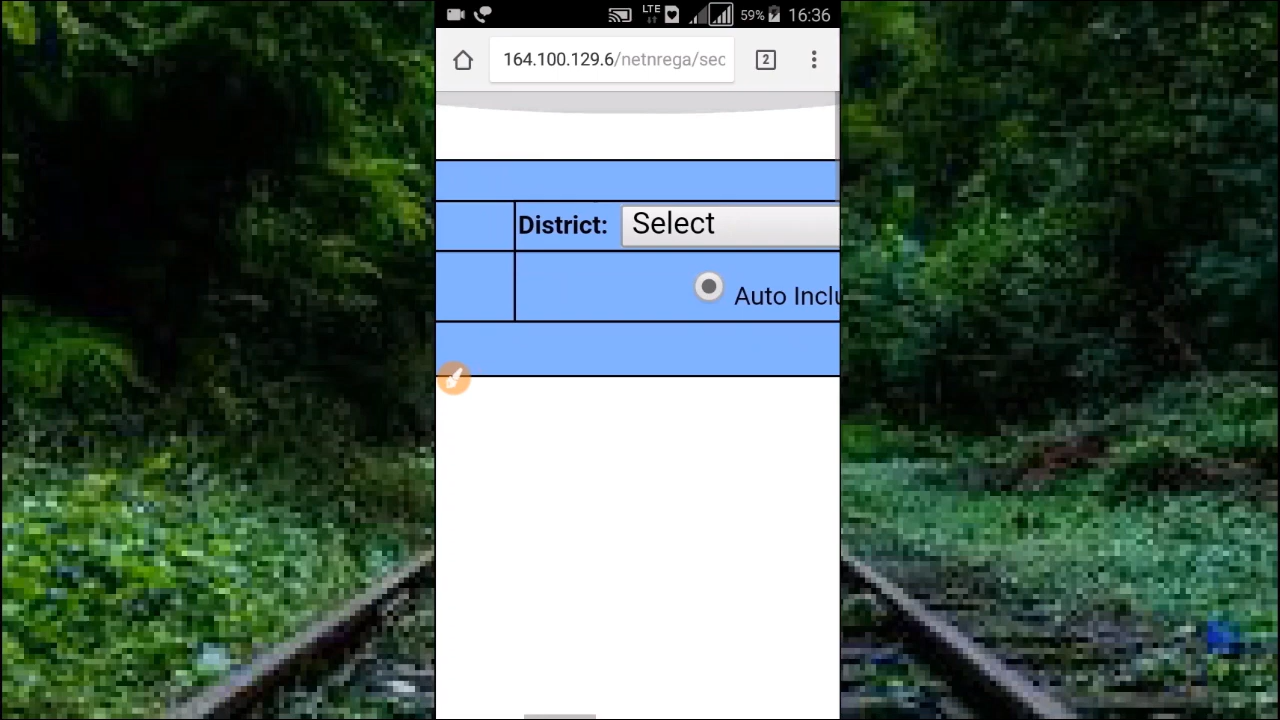 LTE 59% 16:36
164.100.129.6/netnrega/sec 2
District: Select
Auto Inclu